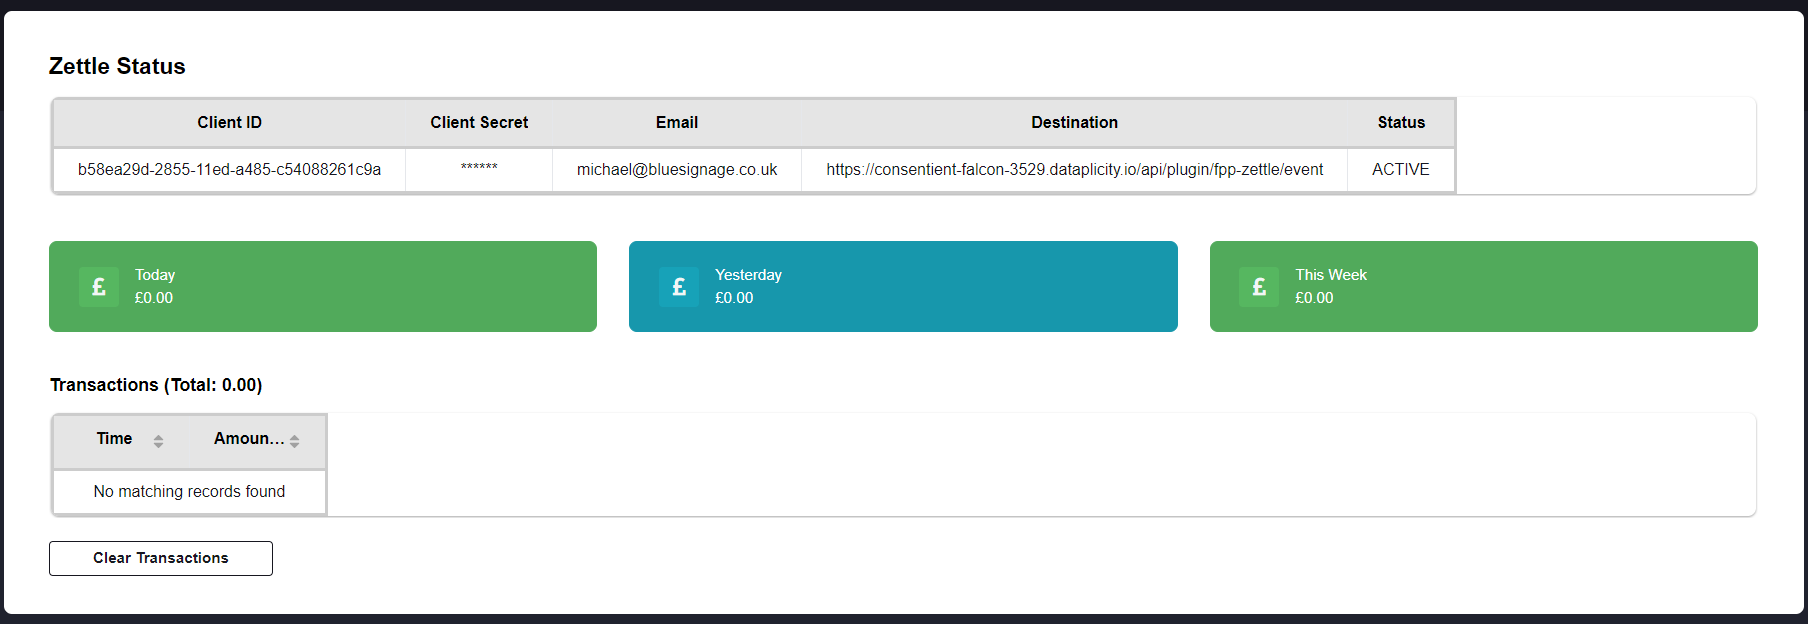 Zettle Status
Client ID Client Secret Email Destination Status
b58ea29d-2855-11ed-a485-c54088261c9a ****** michael@bluesignage.co.uk https://consentient-falcon-3529.dataplicity.io/api/plugin/fpp-zettle/event ACTIVE
£ Today
£0.00
£ Yesterday
£0.00
£ This Week
£0.00
Transactions (Total: 0.00)
Time Amoun...
No matching records found
Clear Transactions